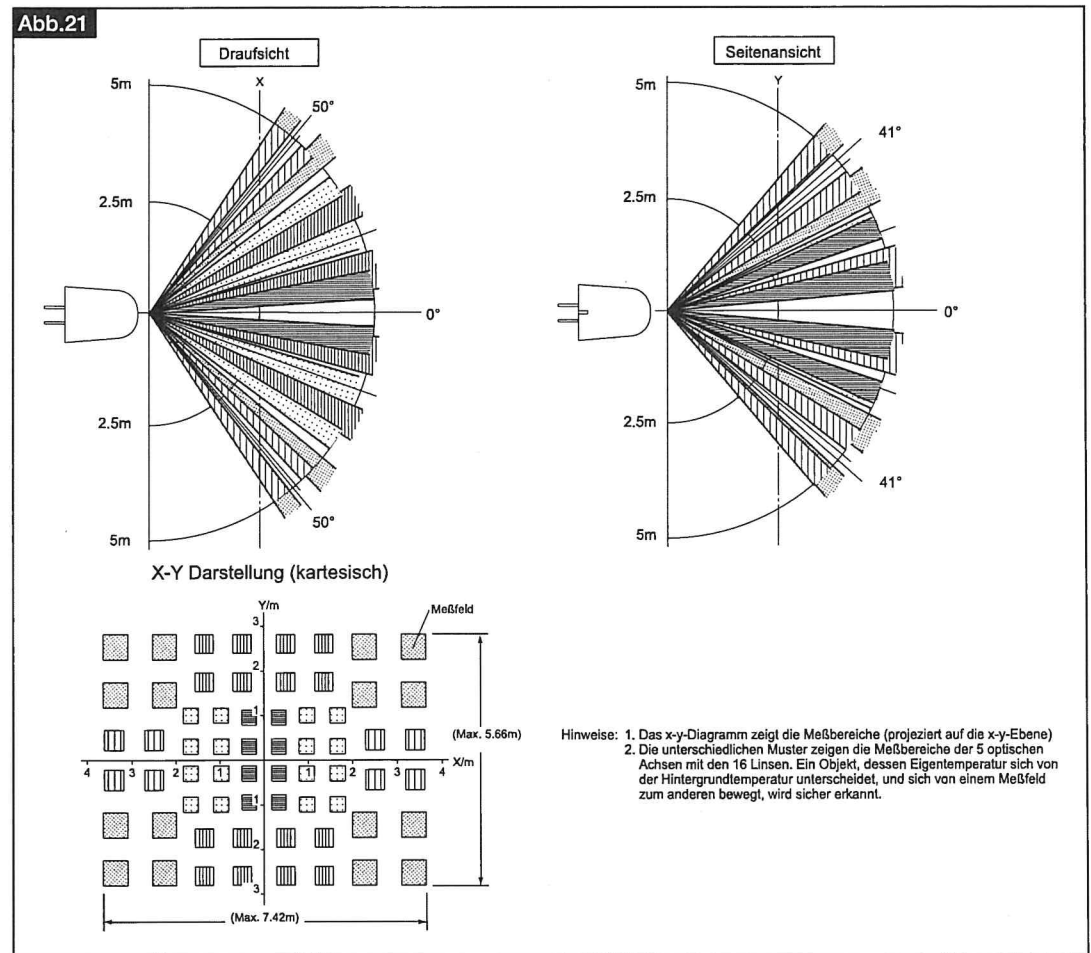 Abb.21
Draufsicht
X
5m
50°
2.5m
0°
2.5m
50°
5m
Seitenansicht
Y
5m
41°
2.5m
0°
2.5m
41°
5m
X-Y Darstellung (kartesisch)
Y/m
3
Meßfeld
2
1
(Max. 5.66m)
X/m
4 3 2 1 1 2 3 4
1
2
3
(Max. 7.42m)
Hinweise: 1. Das x-y-Diagramm zeigt die Meßbereiche (projeziert auf die x-y-Ebene)
2. Die unterschiedlichen Muster zeigen die Meßbereiche der 5 optischen
Achsen mit den 16 Linsen. Ein Objekt, dessen Eigentemperatur sich von
der Hintergrundtemperatur unterscheidet, und sich von einem Meßfeld
zum anderen bewegt, wird sicher erkannt.